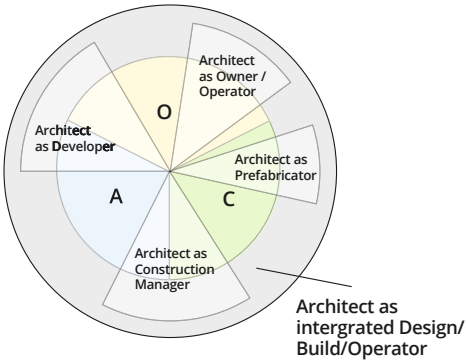 Architect
as Owner /
Operator
O
Architect
as Developer
Architect as
Prefabricator
A
C
Architect as
Construction
Manager
Architect as
intergrated Design/
Build/Operator